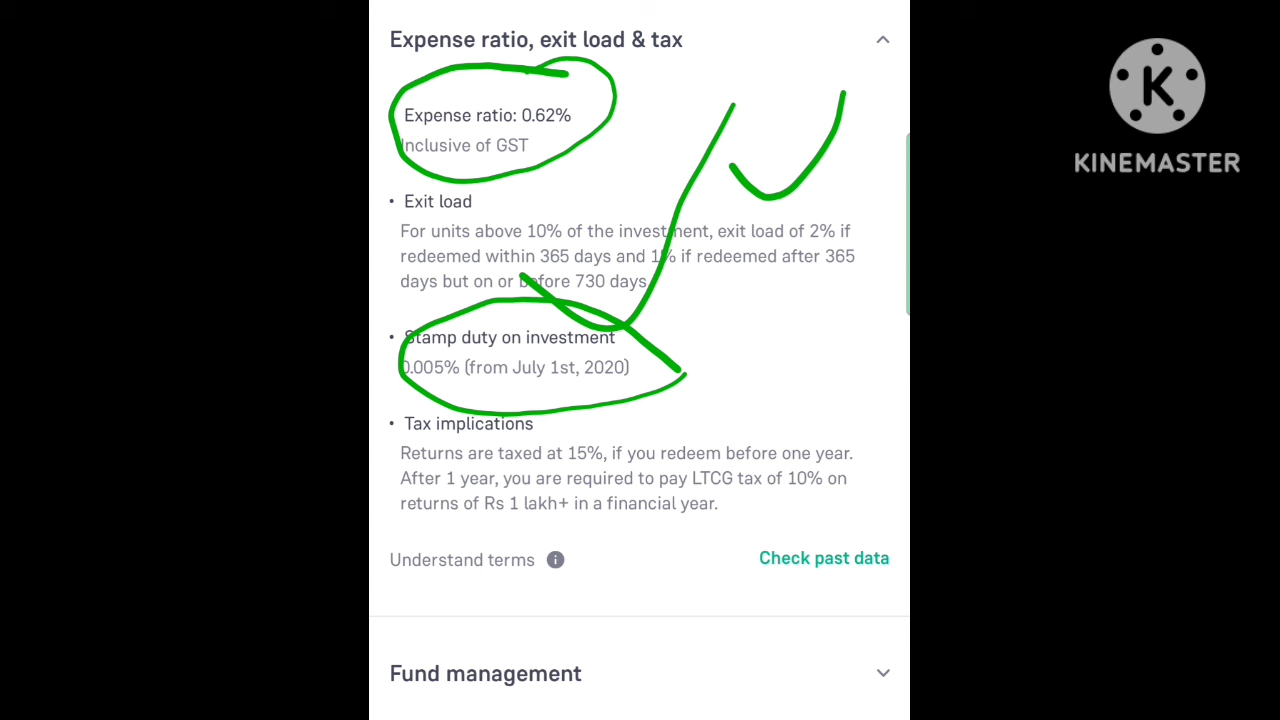 Expense ratio, exit load & tax
K
KINEMASTER
Expense ratio: 0.62%
Inclusive of GST
• Exit load
For units above 10% of the investment, exit load of 2% if
redeemed within 365 days and 1% if redeemed after 365
days but on or before 730 days
• Stamp duty on investment
0.005% (from July 1st, 2020)
• Tax implications
Returns are taxed at 15%, if you redeem before one year.
After 1 year, you are required to pay LTCG tax of 10% on
returns of Rs 1 lakh+ in a financial year.
Understand terms i
Check past data
Fund management